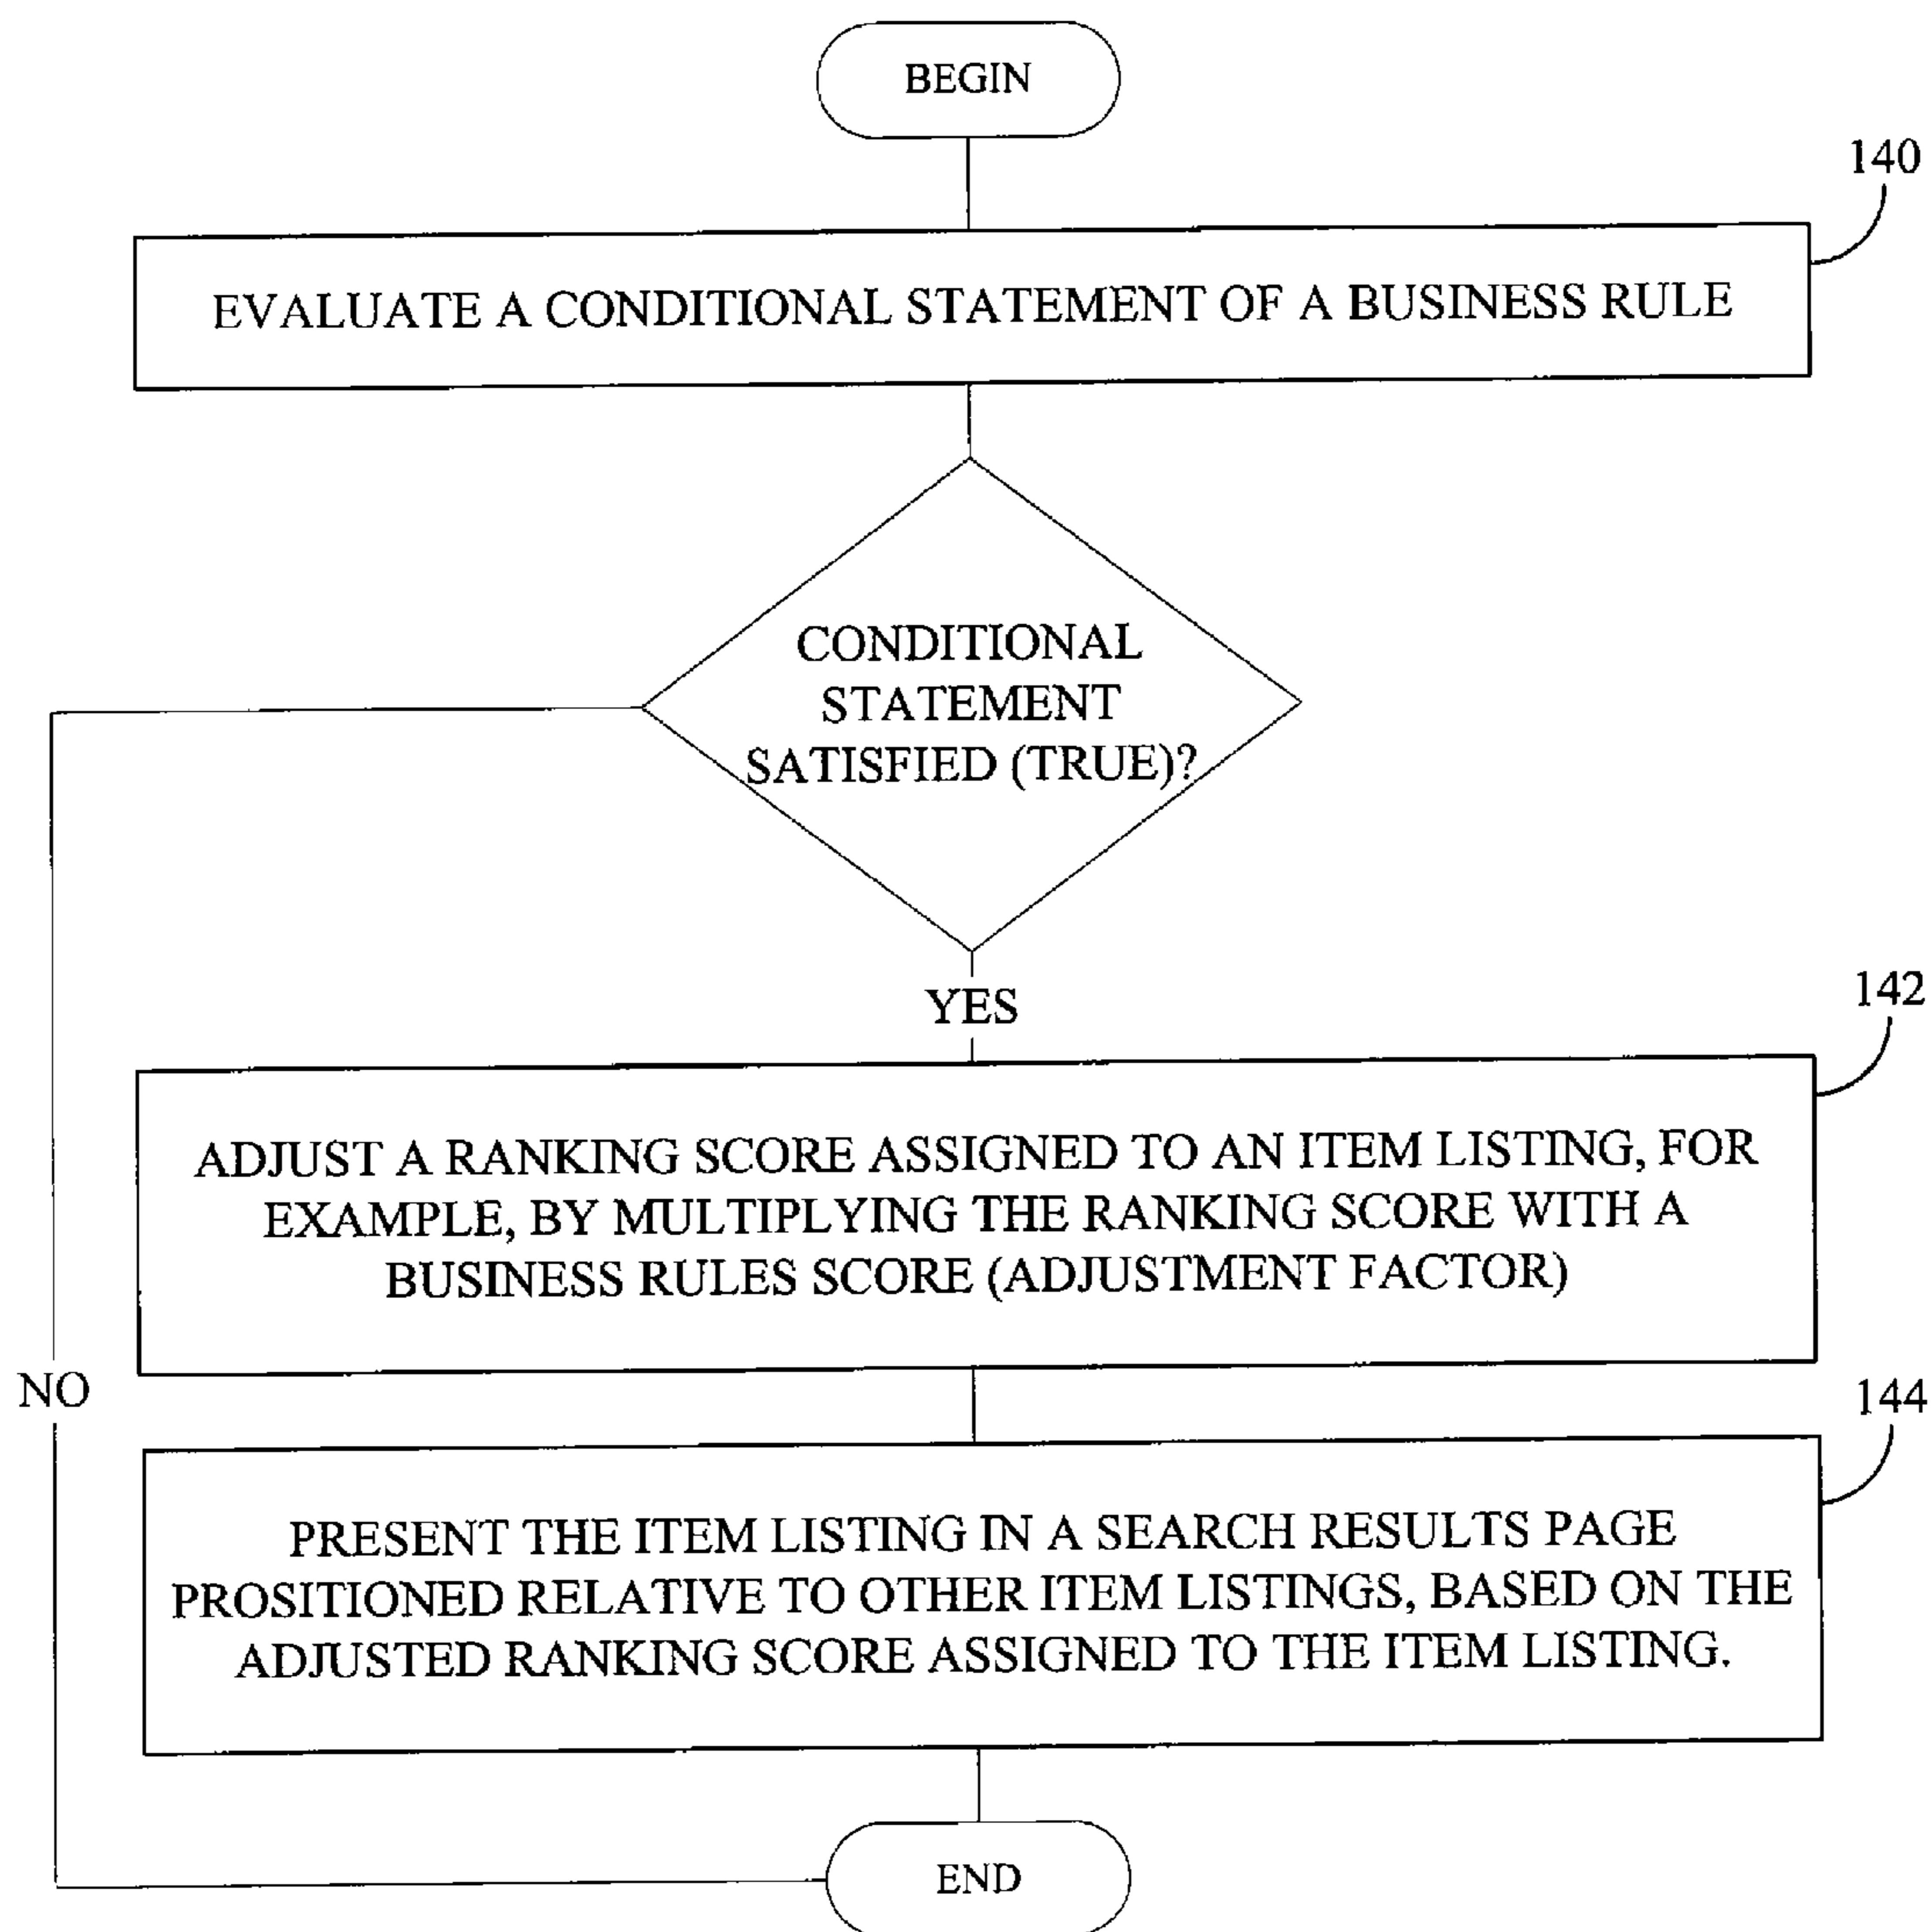 BEGIN
140
EVALUATE A CONDITIONAL STATEMENT OF A BUSINESS RULE
CONDITIONAL
STATEMENT
SATISFIED (TRUE)?
YES
142
ADJUST A RANKING SCORE ASSIGNED TO AN ITEM LISTING, FOR
EXAMPLE, BY MULTIPLYING THE RANKING SCORE WITH A
BUSINESS RULES SCORE (ADJUSTMENT FACTOR)
NO
144
PRESENT THE ITEM LISTING IN A SEARCH RESULTS PAGE
PROSITIONED RELATIVE TO OTHER ITEM LISTINGS, BASED ON THE
ADJUSTED RANKING SCORE ASSIGNED TO THE ITEM LISTING.
END